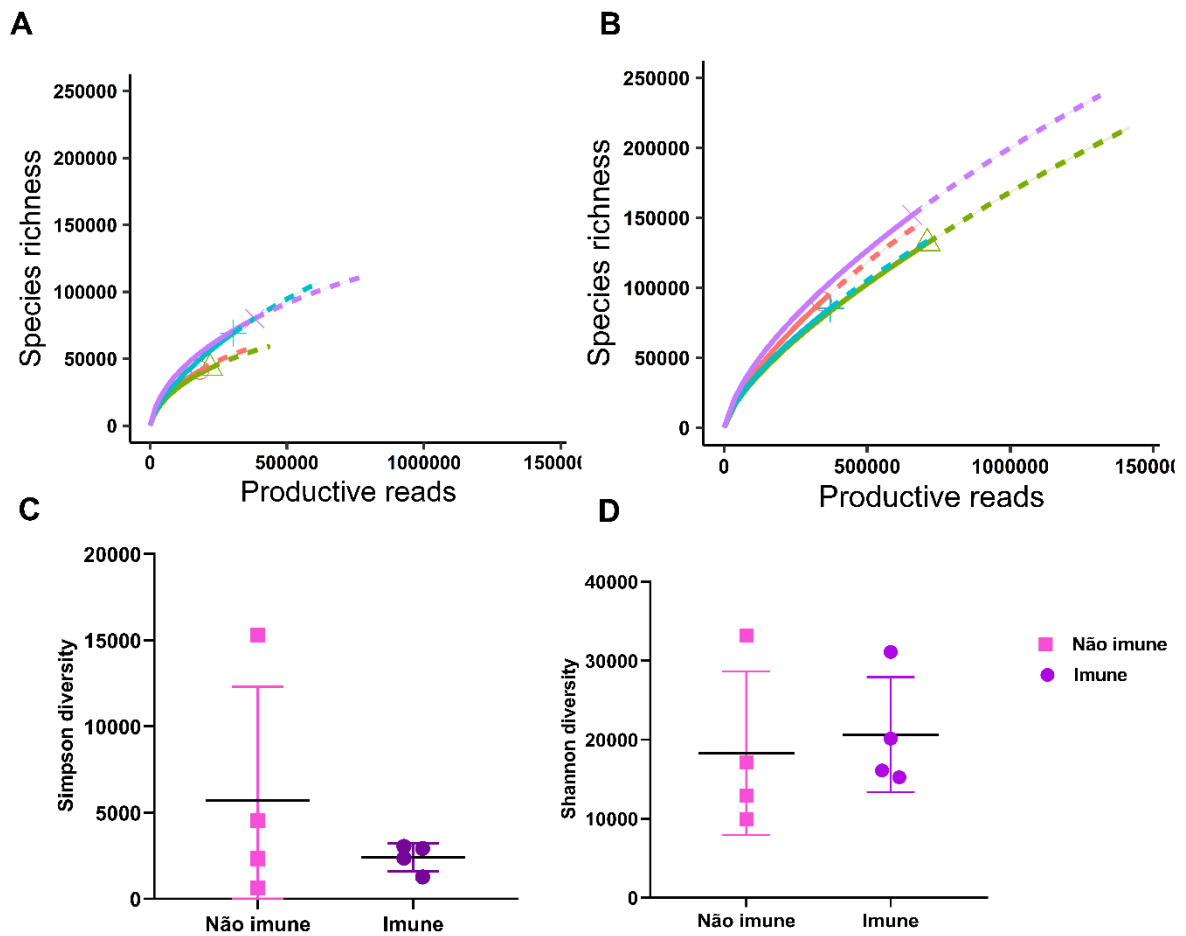 A
250000
200000
150000
100000
50000
0
Species richness
0
500000
1000000
150000
Productive reads
B
250000
200000
150000
100000
50000
0
Species richness
0
500000
1000000
150000
Productive reads
C
20000
15000
10000
5000
0
Simpson diversity
Não imune
Imune
D
40000
30000
20000
10000
0
Shannon diversity
Não imune
Imune
Não imune
Imune